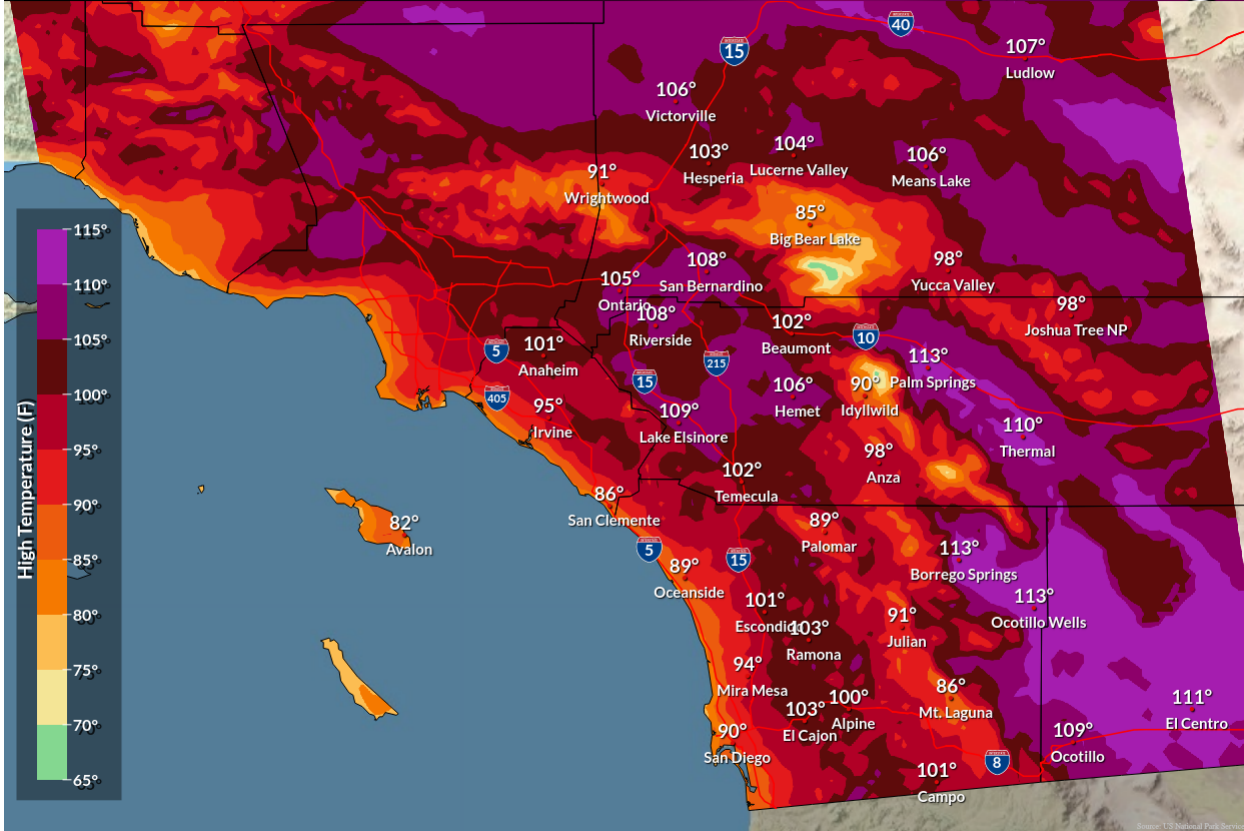 40
15
107°
Ludlow
106°
Victorville
103°
Hesperia
104°
Lucerne Valley
106°
Means Lake
91°
Wrightwood
85°
Big Bear Lake
115°
110°
105°
100°
95°
90°
85°
80°
75°
70°
65°
High Temperature (F)
108°
San Bernardino
98°
Yucca Valley
105°
Ontario
108°
Riverside
98°
Joshua Tree NP
102°
Beaumont
10
5
101°
Anaheim
215
113°
Palm Springs
15
405
106°
Hemet
90°
Idyllwild
95°
Irvine
109°
Lake Elsinore
110°
Thermal
98°
Anza
102°
Temecula
86°
San Clemente
82°
Avalon
89°
Palomar
5
15
113°
Borrego Springs
89°
Oceanside
113°
Ocotillo Wells
101°
Escondido
103°
Ramona
91°
Julian
94°
Mira Mesa
86°
Mt. Laguna
103°
El Cajon
100°
Alpine
111°
El Centro
90°
San Diego
109°
Ocotillo
8
101°
Campo
Source: US National Park Service